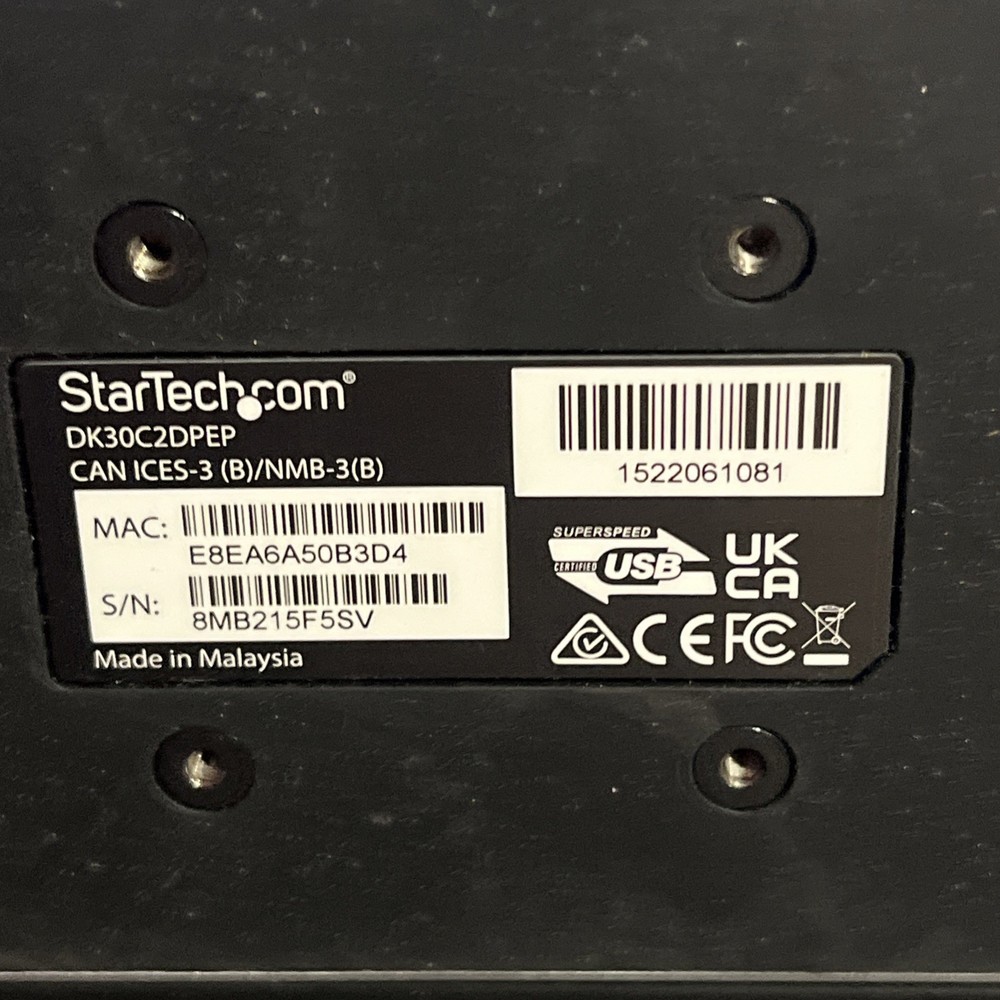 StarTech.com®
DK30C2DPEP
CAN ICES-3 (B)/NMB-3(B)
MAC:
E8EA6A50B3D4
S/N:
8MB215F5SV
Made in Malaysia
1522061081
SUPERSPEED
CERTIFIED USB
UK
CA
CE FC